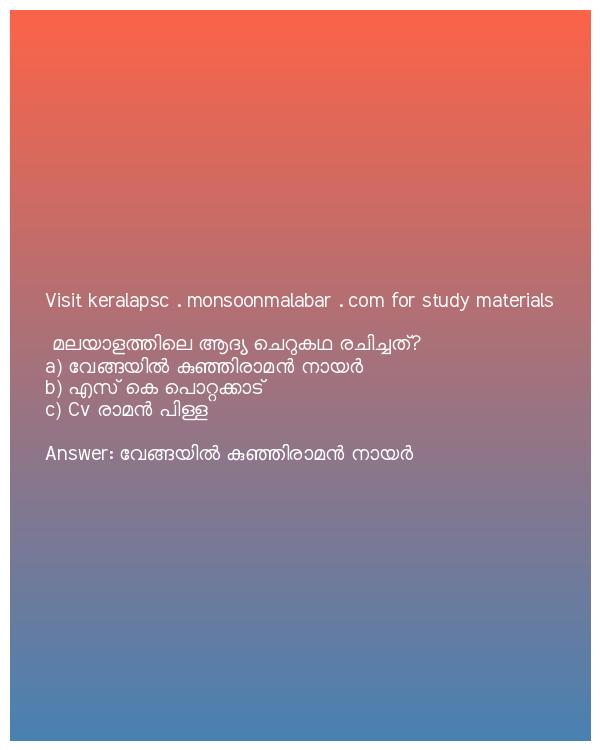 Visit keralapsc . monsoonmalabar . com for study materials
മലയാളത്തിലെ ആദ്യ ചെറുകഥ രചിച്ചത്?
a) വേങ്ങയിൽ കുഞ്ഞിരാമൻ നായർ
b) എസ് കെ പൊറ്റക്കാട്
c) Cv രാമൻ പിള്ള
Answer: വേങ്ങയിൽ കുഞ്ഞിരാമൻ നായർ